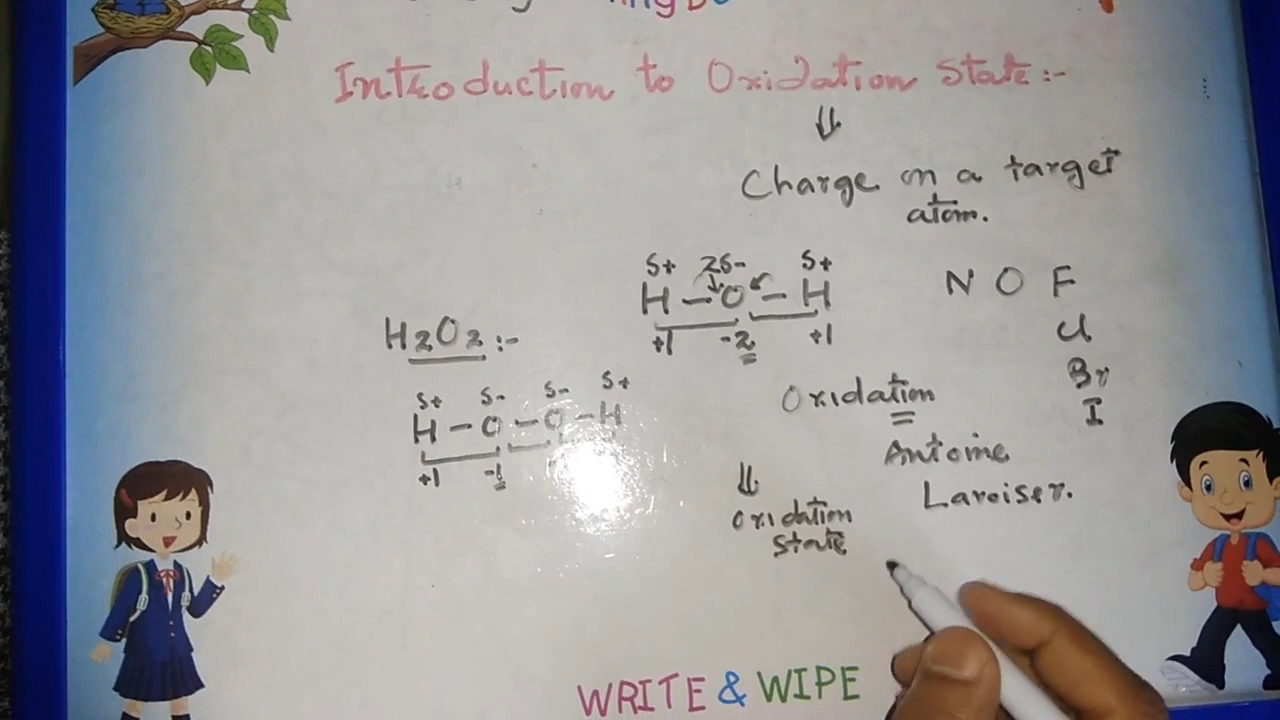 Introduction to Oxidation State:-
⇓
Charge on a target
atom.
δ+ 2δ- δ+
H - O - H
+1 -2 +1
N O F
Cl
Br
I
H2O2 :-
δ+ δ- δ- δ+
H - O - O - H
+1 -1
Oxidation
Antoine
Laroiser.
⇓
Oxidation
State
WRITE & WIPE